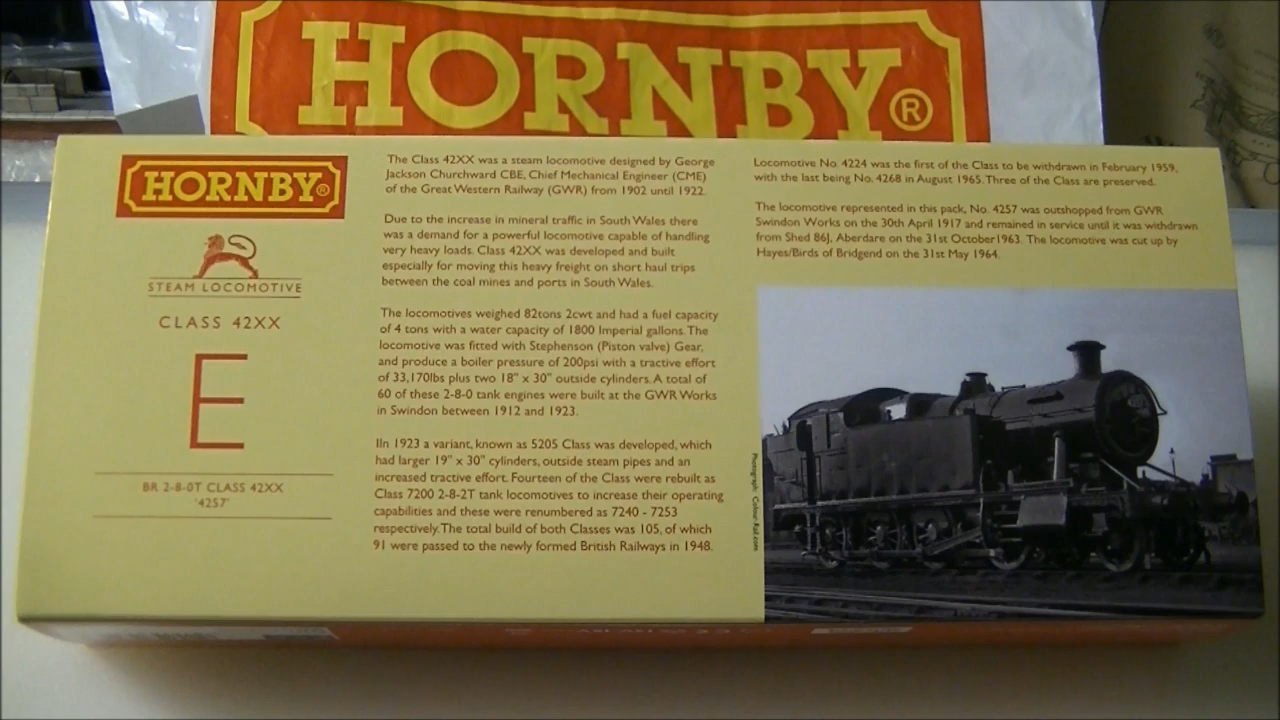 HORNBY®
HORNBY®
STEAM LOCOMOTIVE
CLASS 42XX
E
BR 2-8-0T CLASS 42XX
'4257'
The Class 42XX was a steam locomotive designed by George
Jackson Churchward CBE, Chief Mechanical Engineer (CME)
of the Great Western Railway (GWR) from 1902 until 1922.
Due to the increase in mineral traffic in South Wales there
was a demand for a powerful locomotive capable of handling
very heavy loads. Class 42XX was developed and built
especially for moving this heavy freight on short haul trips
between the coal mines and ports in South Wales.
The locomotives weighed 82tons 2cwt and had a fuel capacity
of 4 tons with a water capacity of 1800 Imperial gallons. The
locomotive was fitted with Stephenson (Piston valve) Gear,
and produce a boiler pressure of 200psi with a tractive effort
of 33,170lbs plus two 18" x 30" outside cylinders. A total of
60 of these 2-8-0 tank engines were built at the GWR Works
in Swindon between 1912 and 1923.
IIn 1923 a variant, known as 5205 Class was developed, which
had larger 19" x 30" cylinders, outside steam pipes and an
increased tractive effort. Fourteen of the Class were rebuilt as
Class 7200 2-8-2T tank locomotives to increase their operating
capabilities and these were renumbered as 7240 - 7253
respectively. The total build of both Classes was 105, of which
91 were passed to the newly formed British Railways in 1948.
Locomotive No. 4224 was the first of the Class to be withdrawn in February 1959,
with the last being No. 4268 in August 1965. Three of the Class are preserved.
The locomotive represented in this pack, No. 4257 was outshopped from GWR
Swindon Works on the 30th April 1917 and remained in service until it was withdrawn
from Shed 86J, Aberdare on the 31st October1963. The locomotive was cut up by
Hayes/Birds of Bridgend on the 31st May 1964.
Photograph: Colour-Rail.com